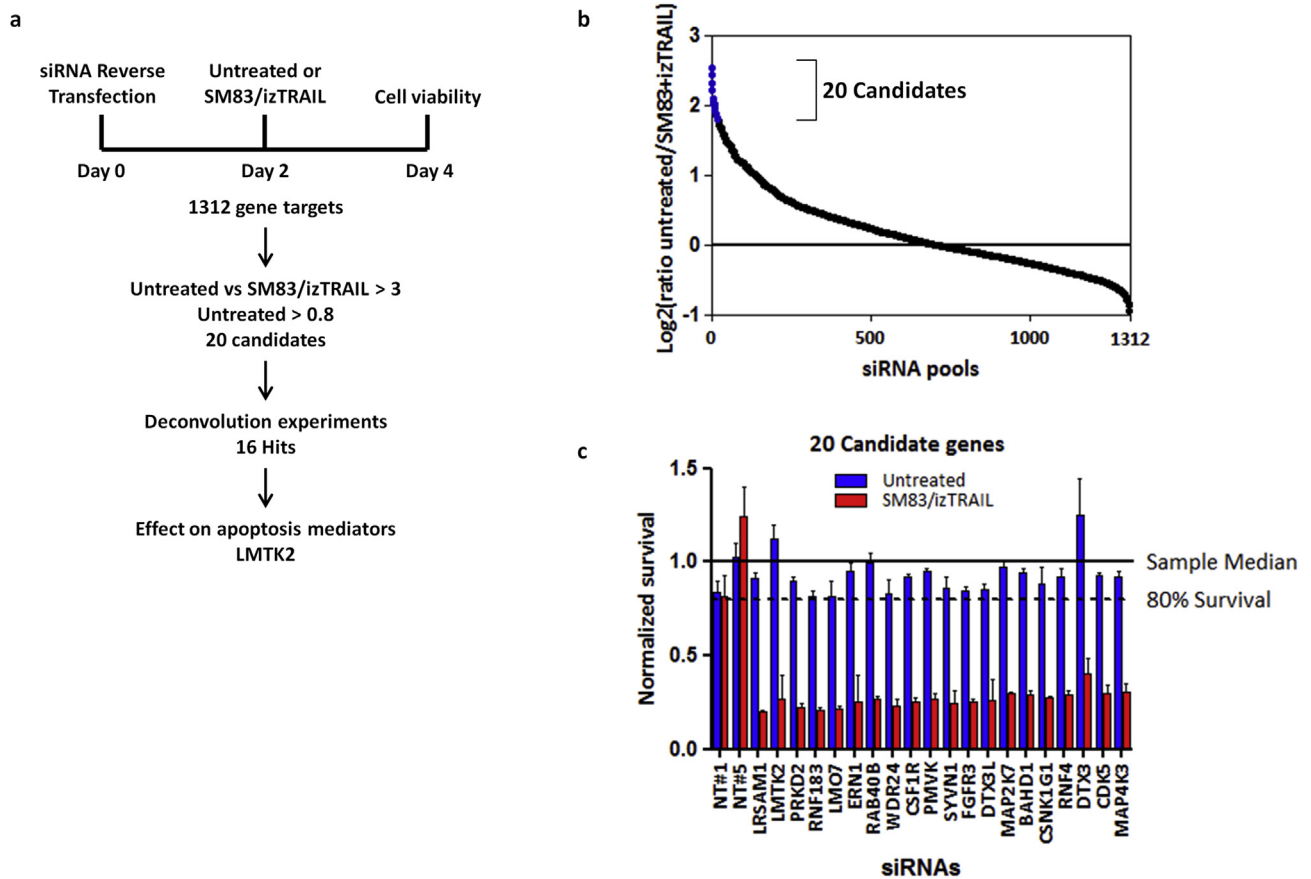 a
siRNA Reverse
Transfection
Untreated or
SM83/izTRAIL
Cell viability
Day 0
Day 2
Day 4
1312 gene targets
Untreated vs SM83/izTRAIL > 3
Untreated > 0.8
20 candidates
Deconvolution experiments
16 Hits
Effect on apoptosis mediators
LMTK2
b
Log2(ratio untreated/SM83+izTRAIL)
3
2
1
0
-1
20 Candidates
0
500
1000
1312
siRNA pools
c
20 Candidate genes
Untreated
SM83/izTRAIL
Normalized survival
1.5
1.0
0.5
0.0
Sample Median
80% Survival
NT#1
NT#5
LRSAM1
LMTK2
PRKD2
RNF183
LMO7
ERN1
RAB40B
WDR24
CSF1R
PMVK
SYVN1
FGFR3
DTX3L
MAP2K7
BAHD1
CSNK1G1
RNF4
DTX3
CDK5
MAP4K3
siRNAs